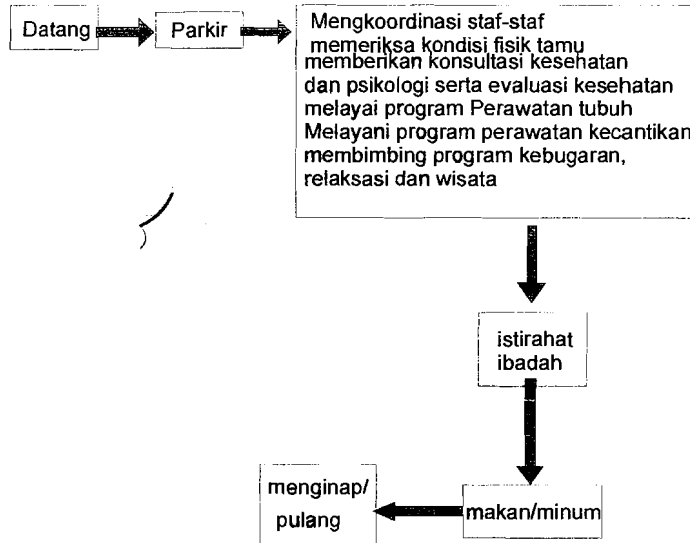 Datang
Parkir
Mengkoordinasi staf-staf
memeriksa kondisi fisik tamu
memberikan konsultasi kesehatan
dan psikologi serta evaluasi kesehatan
melayai program Perawatan tubuh
Melayani program perawatan kecantikan
membimbing program kebugaran,
relaksasi dan wisata
istirahat
ibadah
menginap/
pulang
makan/minum